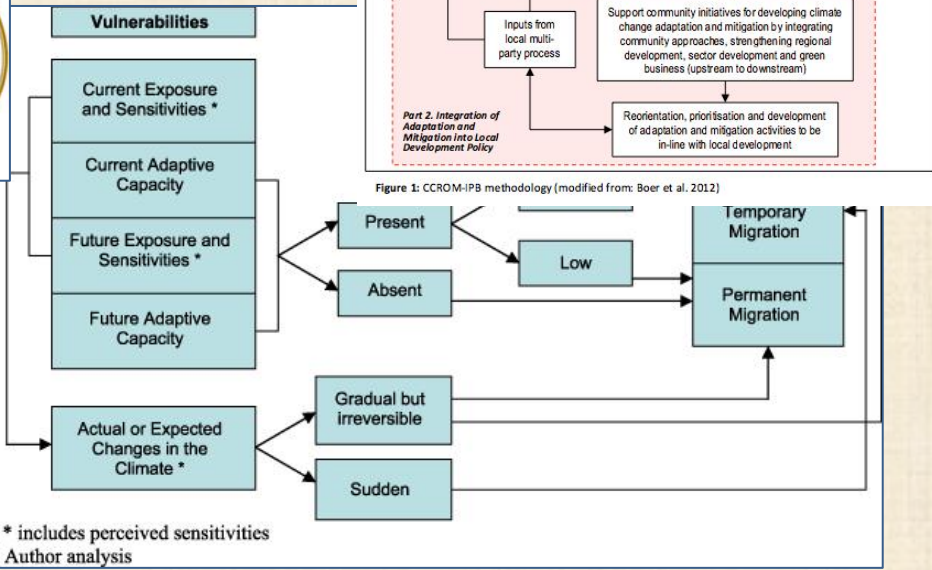 Vulnerabilities
Current Exposure
and Sensitivities *
Current Adaptive
Capacity
Future Exposure and
Sensitivities *
Future Adaptive
Capacity
Actual or Expected
Changes in the
Climate *
Present
Absent
Low
Gradual but
irreversible
Sudden
Temporary
Migration
Permanent
Migration
* includes perceived sensitivities
Author analysis
Inputs from
local multi-
party process
Support community initiatives for developing climate
change adaptation and mitigation by integrating
community approaches, strengthening regional
development, sector development and green
business (upstream to downstream)
Part 2. Integration of
Adaptation and
Mitigation into Local
Development Policy
Reorientation, prioritisation and development
of adaptation and mitigation activities to be
in-line with local development
Figure 1: CCROM-IPB methodology (modified from: Boer et al. 2012)